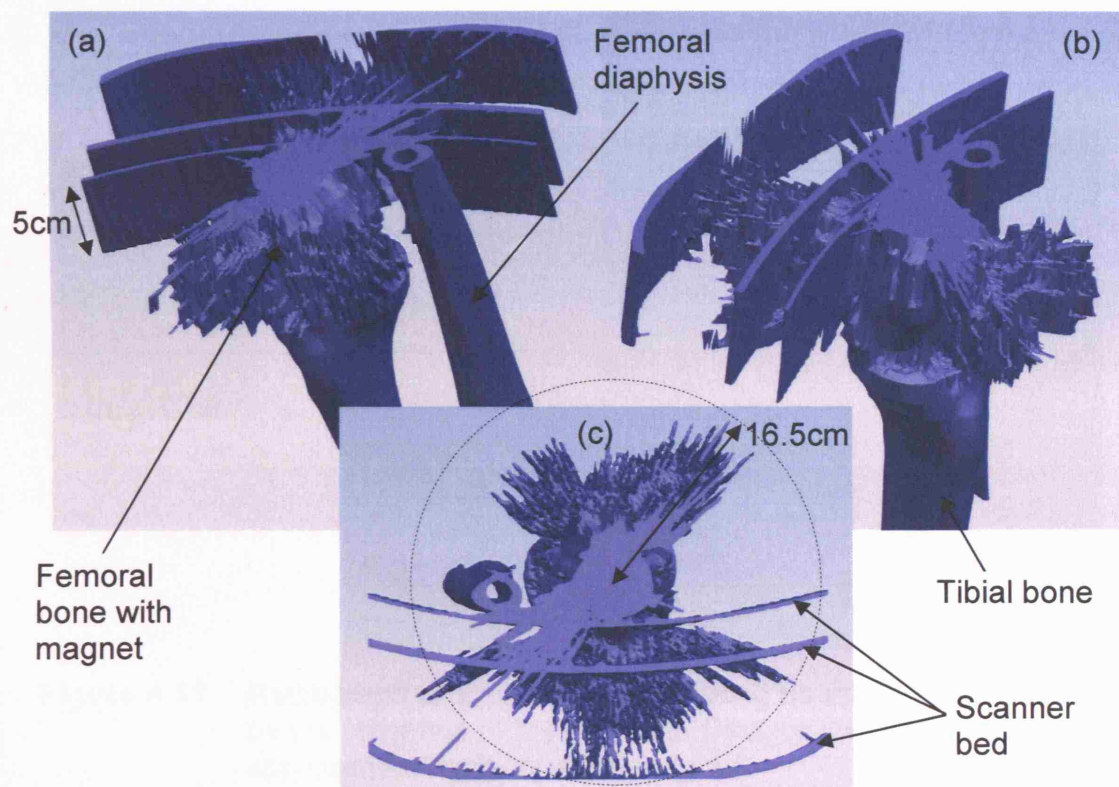 (a)
Femoral
diaphysis
(b)
5cm
(c)
16.5cm
Femoral
bone with
magnet
Tibial bone
Scanner
bed